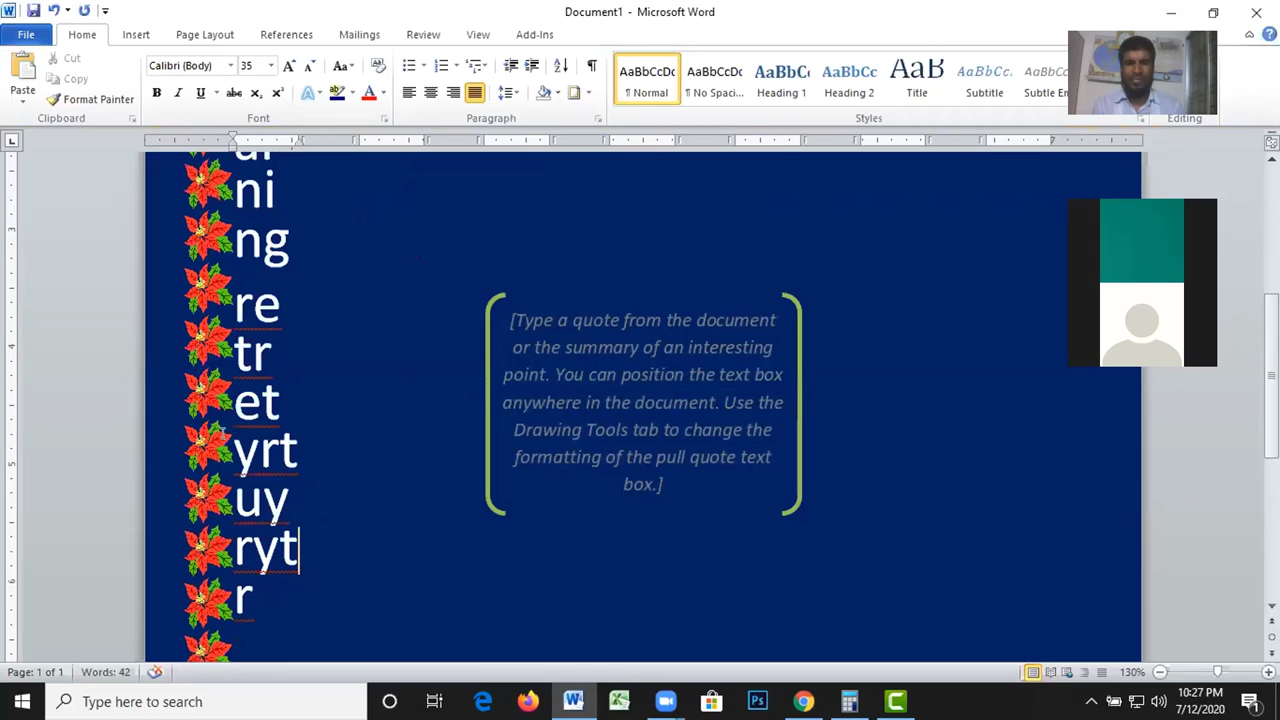 Document1 - Microsoft Word
File Home Insert Page Layout References Mailings Review View Add-Ins
Cut
Copy
Format Painter
Paste
Calibri (Body) 35
Clipboard Font Paragraph Styles Editing
AaBbCcDc AaBbCcDc AaBbC AaBbCc AaB AaBbCc
¶ Normal ¶ No Spaci... Heading 1 Heading 2 Title Subtitle Subtle Em
ni
ng
re
tr
et
yrt
uy
ryt
r
[Type a quote from the document
or the summary of an interesting
point. You can position the text box
anywhere in the document. Use the
Drawing Tools tab to change the
formatting of the pull quote text
box.]
Page: 1 of 1 Words: 42 130%
Type here to search
10:27 PM
7/12/2020